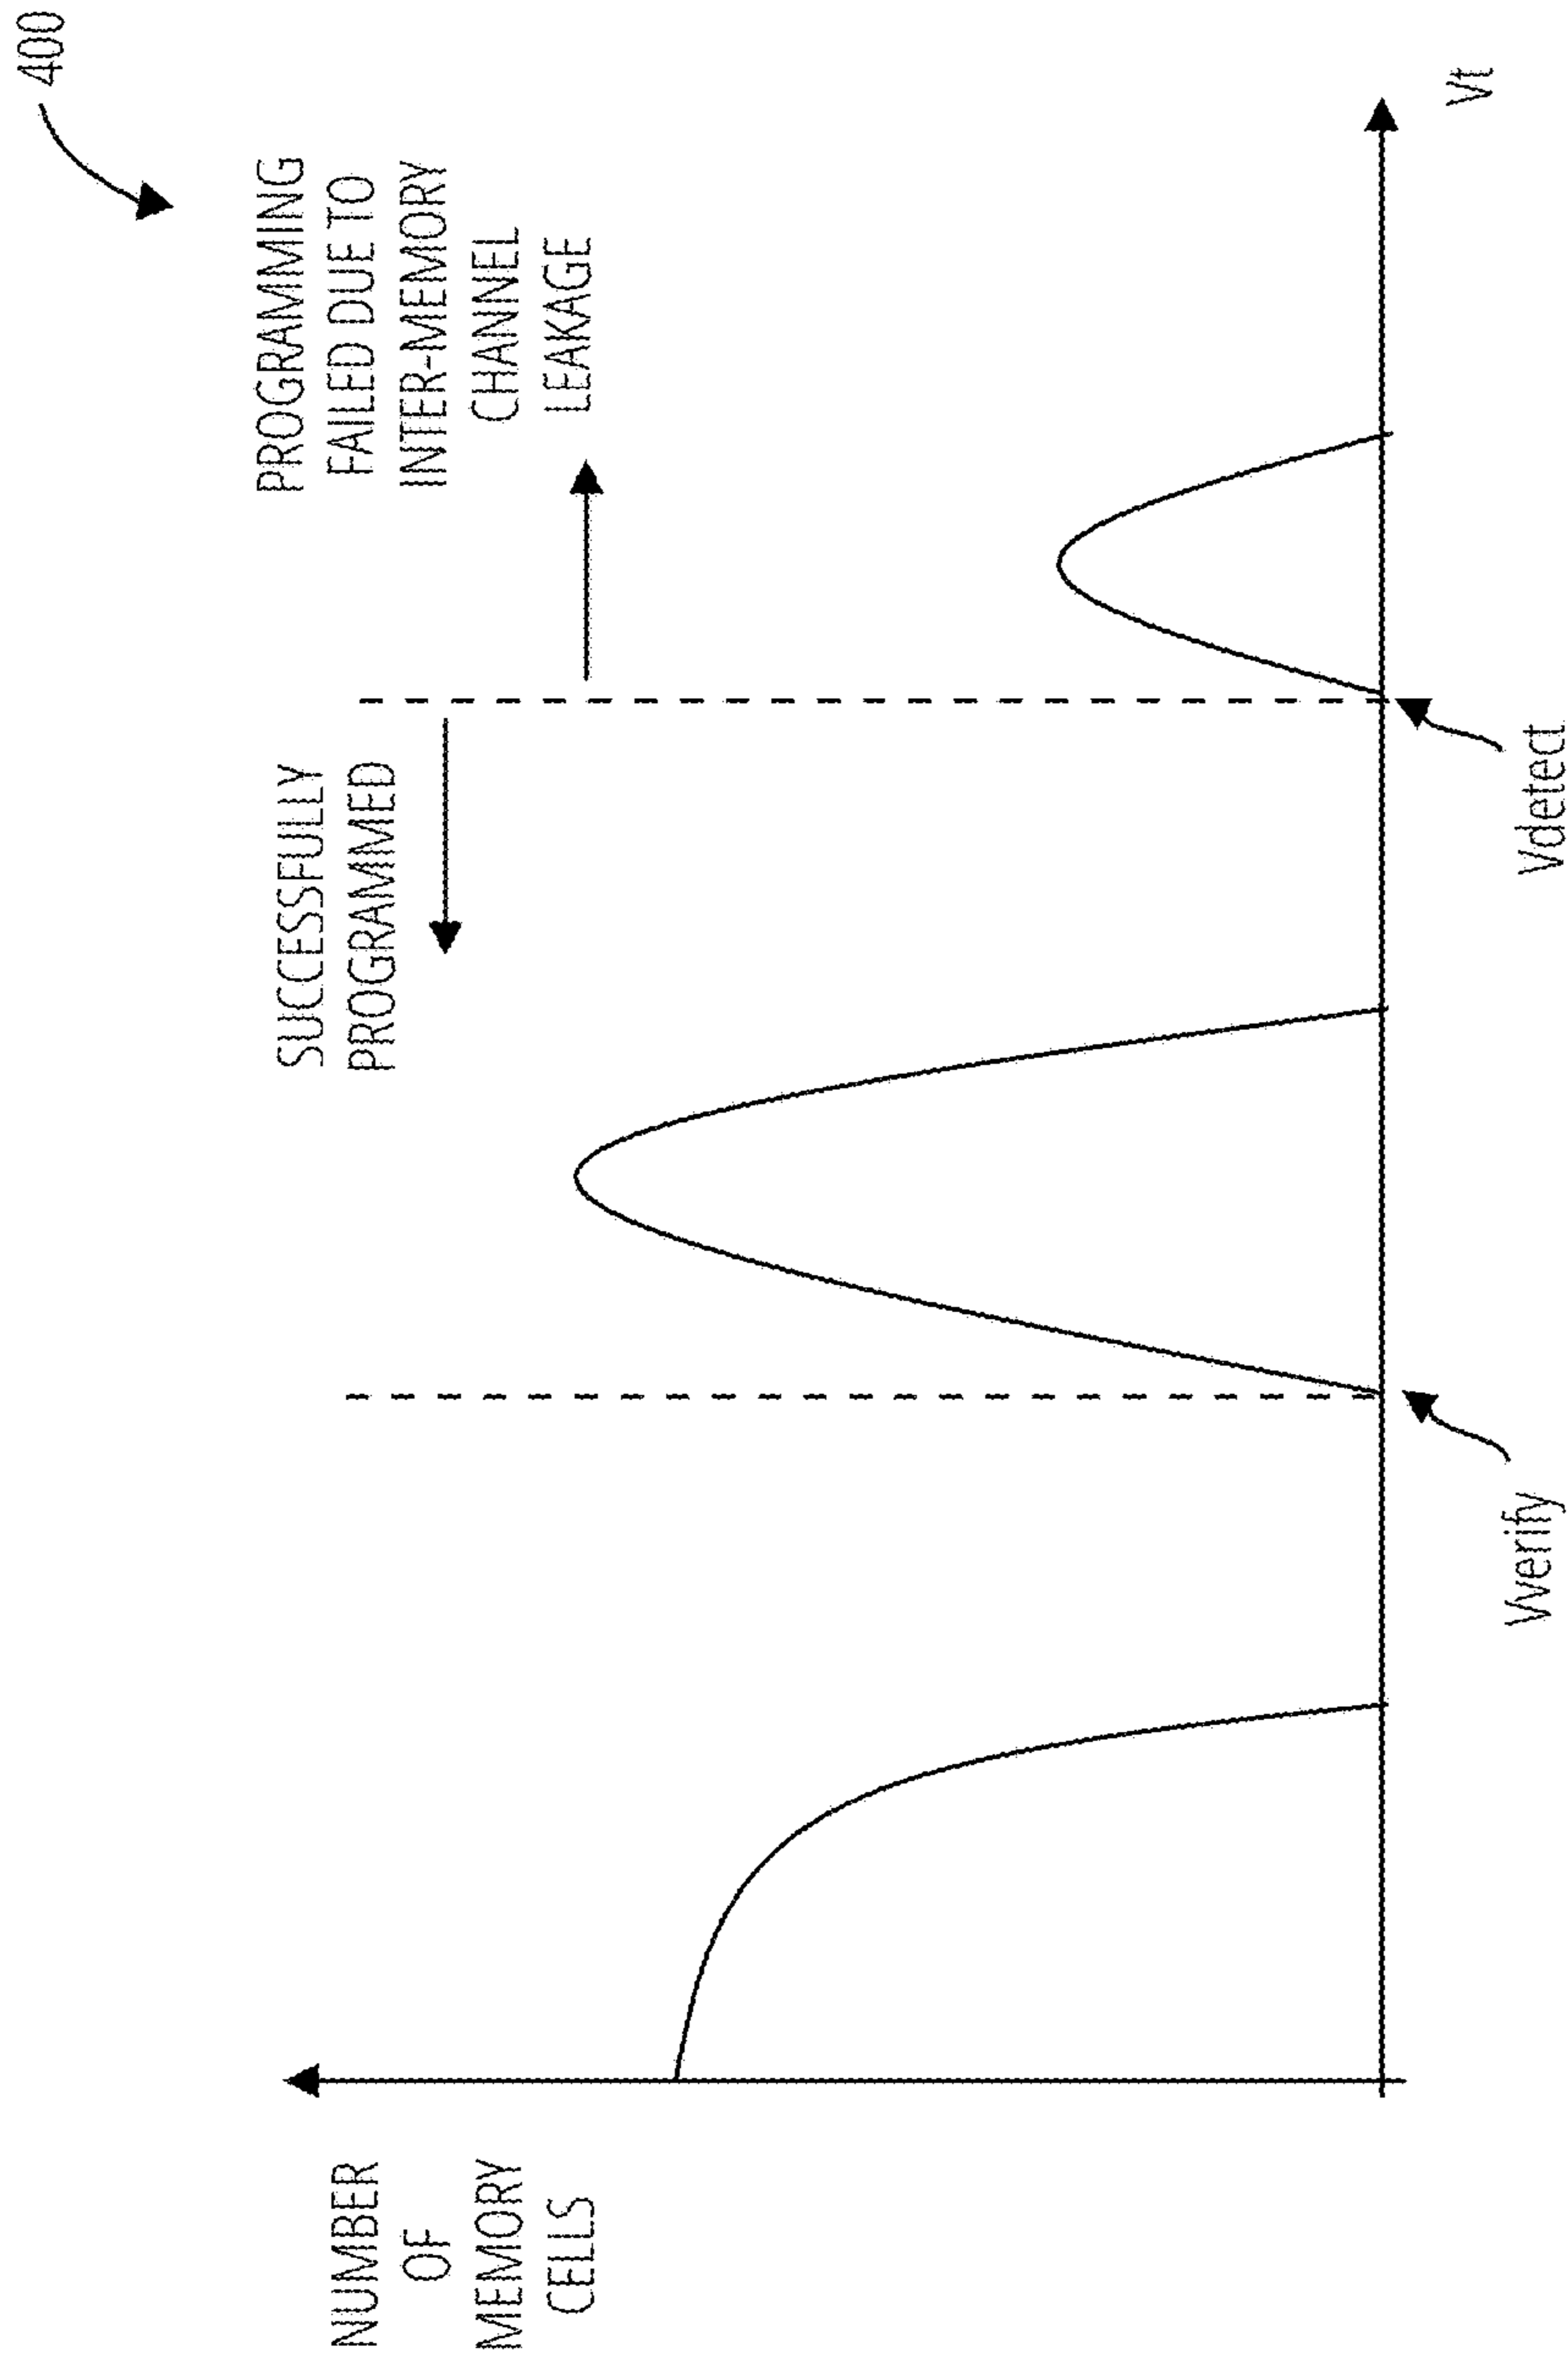 400
PROGRAMMING
FAILED DUE TO
INTER-MEMORY
CHANNEL
LEAKAGE
SUCCESSFULLY
PROGRAMMED
NUMBER
OF
MEMORY
CELLS
Vverify
Vdetect
Vt